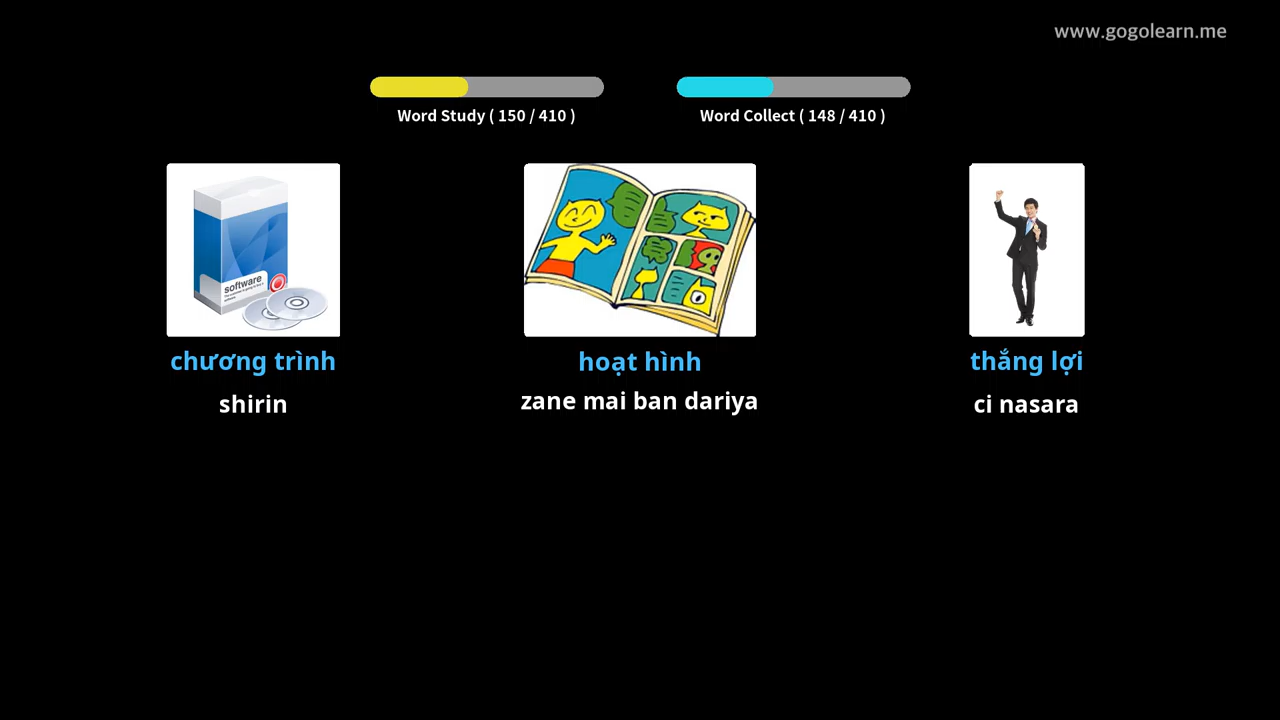 www.gogolearn.me
Word Study ( 150 / 410 )
Word Collect ( 148 / 410 )
software
chương trình
hoạt hình
thắng lợi
shirin
zane mai ban dariya
ci nasara